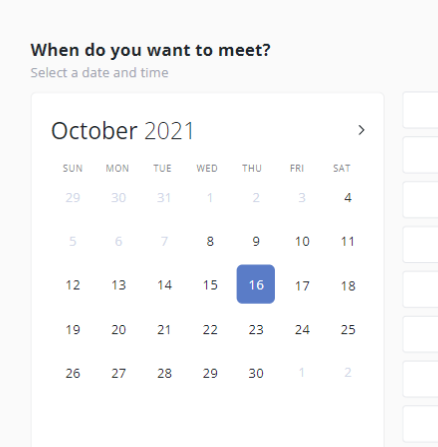 When do you want to meet?
Select a date and time
October 2021
SUN MON TUE WED THU FRI SAT
29 30 31 1 2 3 4
5 6 7 8 9 10 11
12 13 14 15 16 17 18
19 20 21 22 23 24 25
26 27 28 29 30 1 2